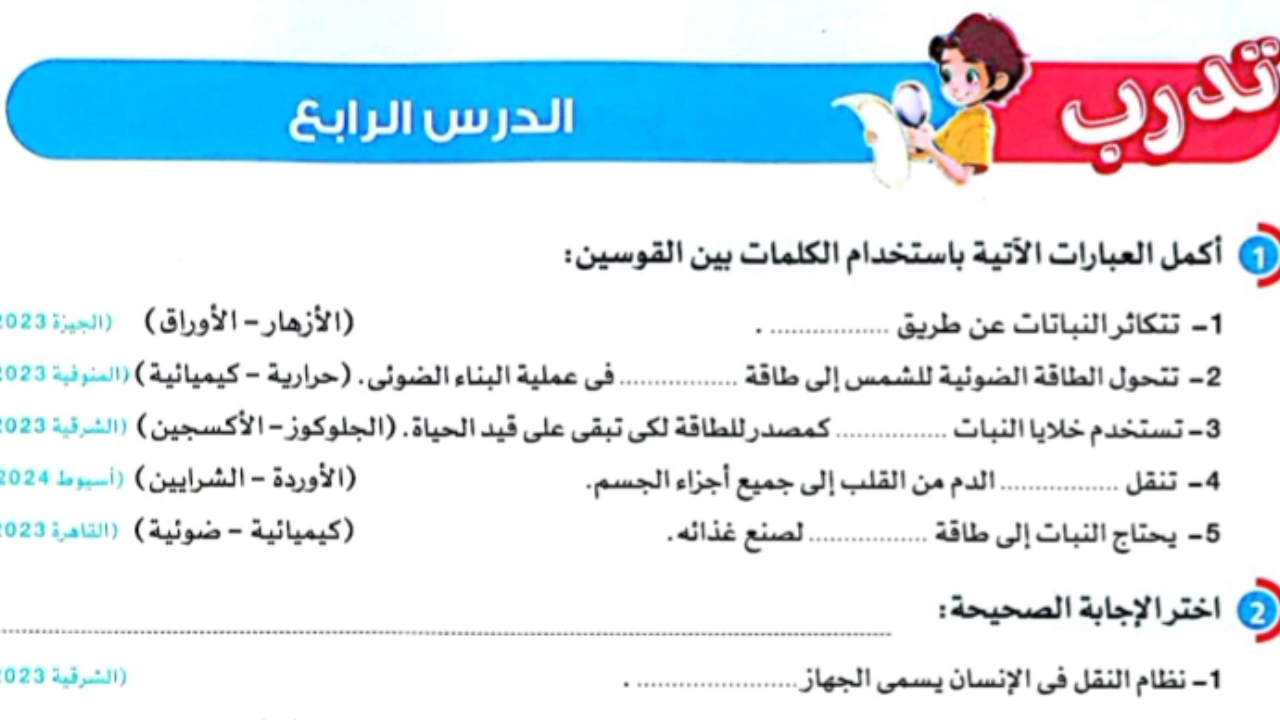 تدرب
الدرس الرابع
1 أكمل العبارات الآتية باستخدام الكلمات بين القوسين:
1- تتكاثر النباتات عن طريق ................ . (الأزهار - الأوراق) (الجيزة 2023
2- تتحول الطاقة الضوئية للشمس إلى طاقة ................ فى عملية البناء الضوئى. (حرارية - كيميائية) (المنوفية 2023
3- تستخدم خلايا النبات ................ كمصدر للطاقة لكى تبقى على قيد الحياة. (الجلوكوز - الأكسجين) (الشرقية 2023
4- تنقل ................ الدم من القلب إلى جميع أجزاء الجسم. (الأوردة - الشرايين) (أسيوط 2024
5- يحتاج النبات إلى طاقة ................ لصنع غذائه. (كيميائية - ضوئية) (القاهرة 2023
2 اختر الإجابة الصحيحة:
1- نظام النقل فى الإنسان يسمى الجهاز...................... . (الشرقية 2023